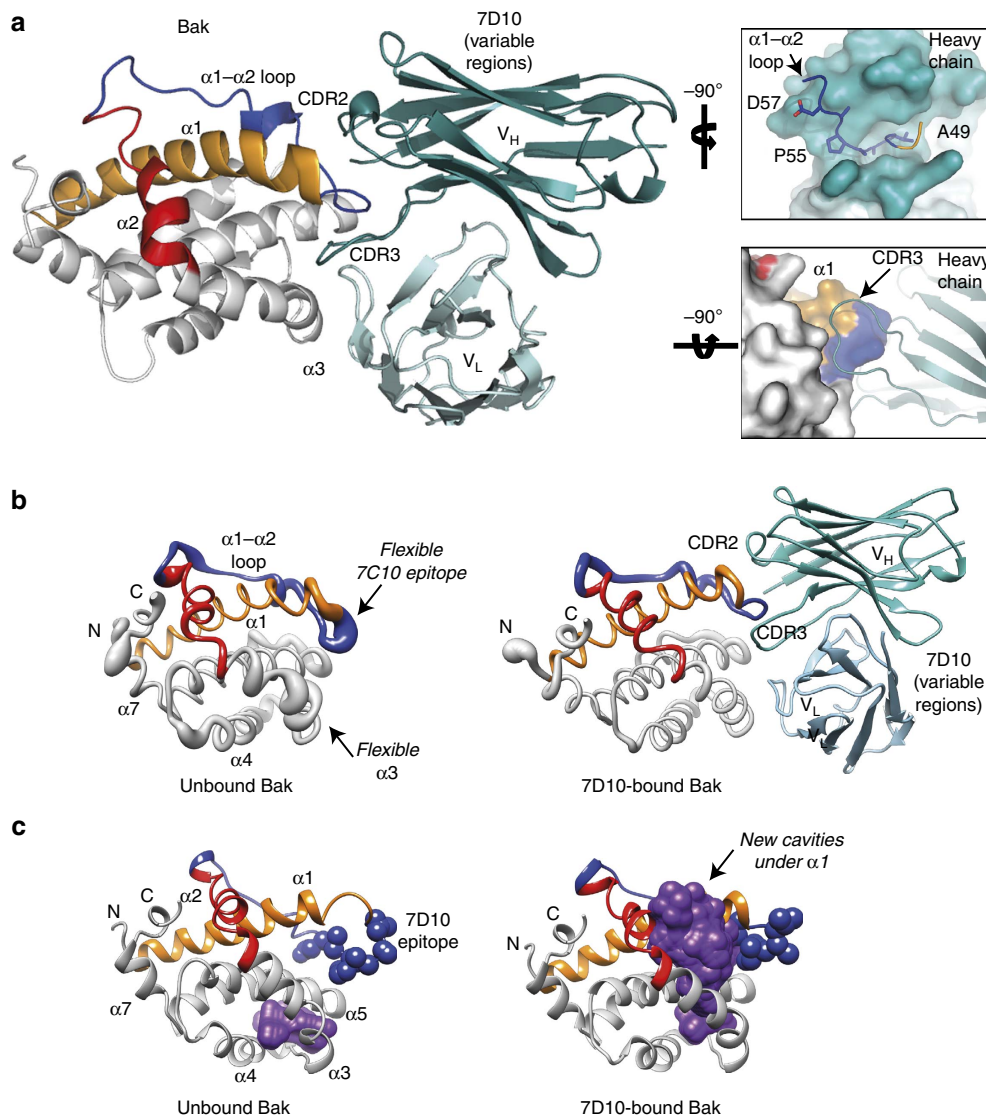 a
Bak
7D10
(variable
regions)
α1–α2 loop
CDR2
α1
VH
α2
CDR3
α3
VL
–90°
α1–α2
loop
Heavy
chain
D57
A49
P55
–90°
α1
CDR3
Heavy
chain
b
α1–α2
loop
Flexible
7C10 epitope
C
N
α1
α7
α4
Flexible
α3
Unbound Bak
CDR2
VH
C
N
CDR3
7D10
(variable
regions)
VL
V
7D10-bound Bak
c
N
C
α2
α1
7D10
epitope
α7
α5
α4
α3
Unbound Bak
New cavities
under α1
C
N
7D10-bound Bak